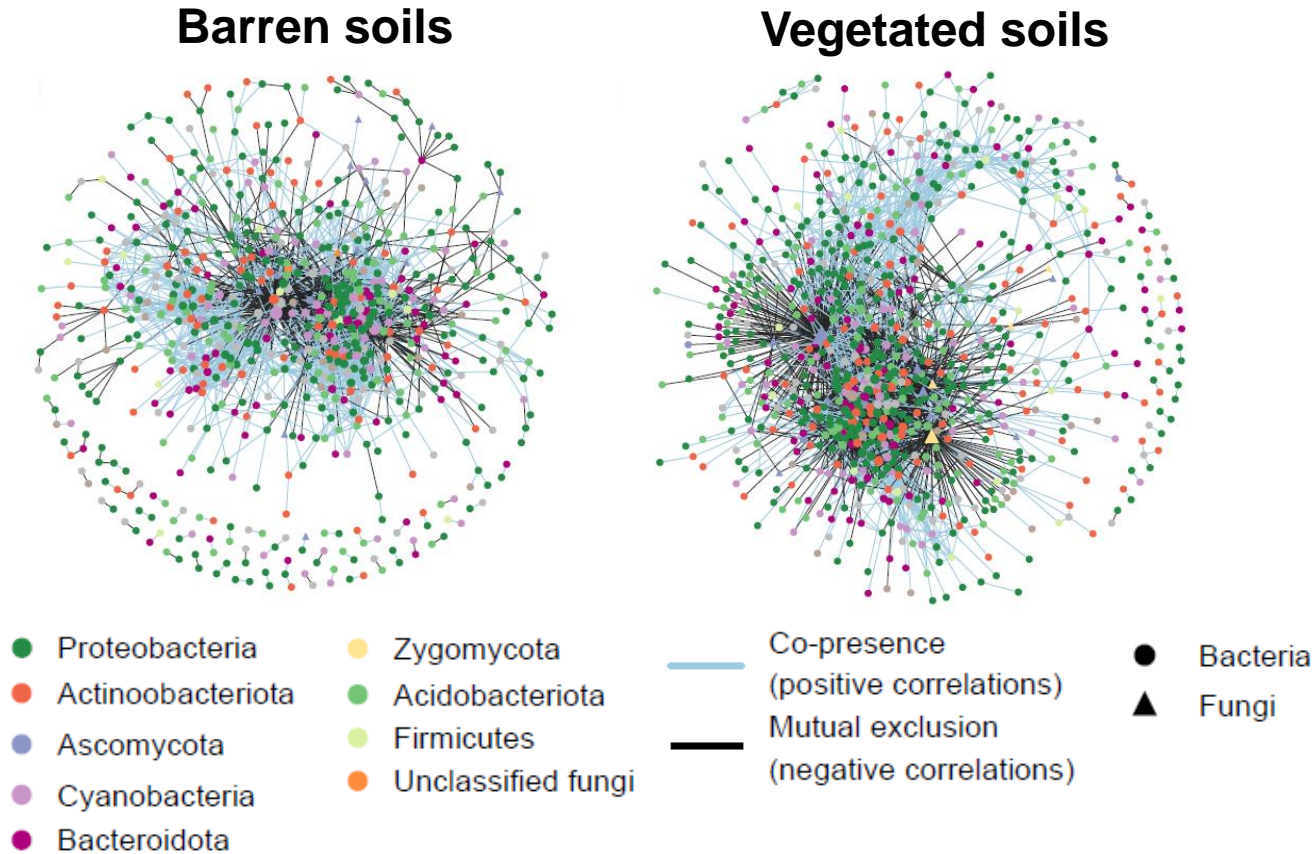 Barren soils
Vegetated soils
Proteobacteria
Actinoobacteriota
Ascomycota
Cyanobacteria
Bacteroidota
Zygomycota
Acidobacteriota
Firmicutes
Unclassified fungi
Co-presence
(positive correlations)
Mutual exclusion
(negative correlations)
Bacteria
Fungi